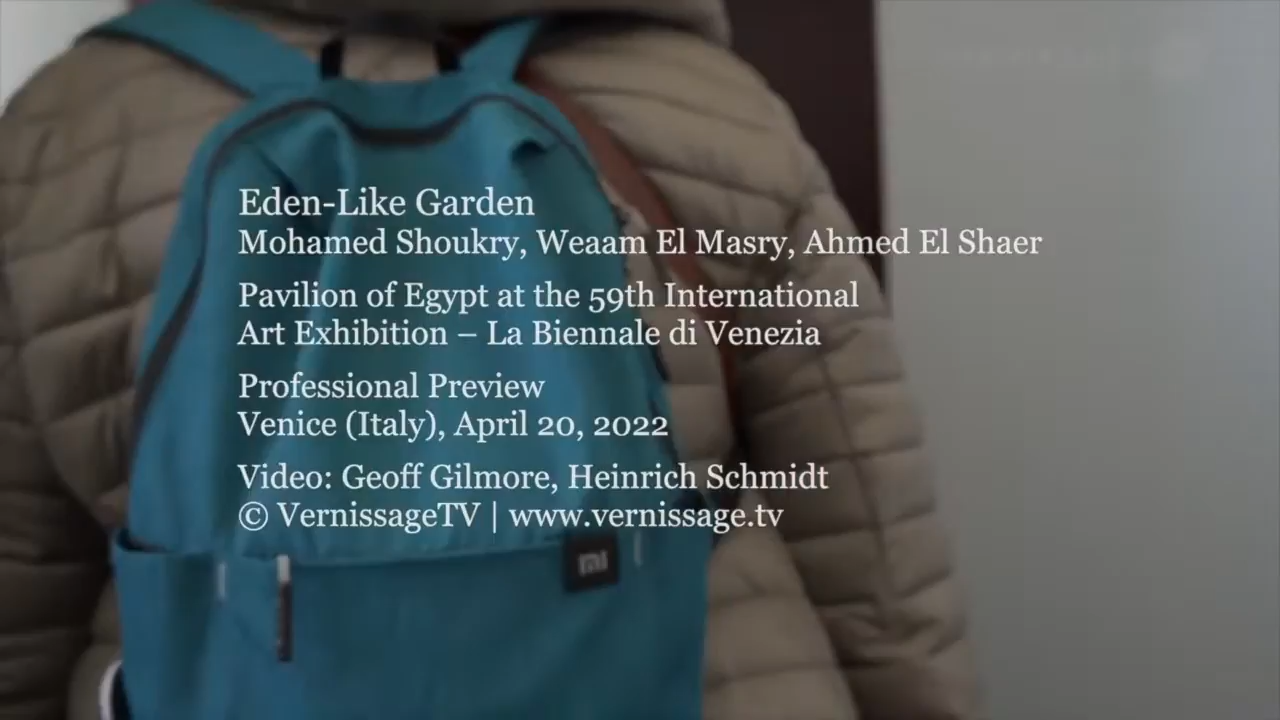 Eden-Like Garden
Mohamed Shoukry, Weaam El Masry, Ahmed El Shaer
Pavilion of Egypt at the 59th International
Art Exhibition – La Biennale di Venezia
Professional Preview
Venice (Italy), April 20, 2022
Video: Geoff Gilmore, Heinrich Schmidt
© VernissageTV | www.vernissage.tv
mi